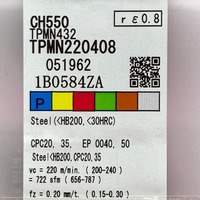 CH550
rε0.8
TPMN432
TPMN220408
051962
1B0584ZA
P
Steel(<HB200,<30HRC)
CPC20, 35, EP 0040, 50
Steel<HB200,CPC20,35
vc = 220 m/min. (200-240)
= 722 sfm (656-787)
fz = 0.20 mm/t. (0.15-0.30)